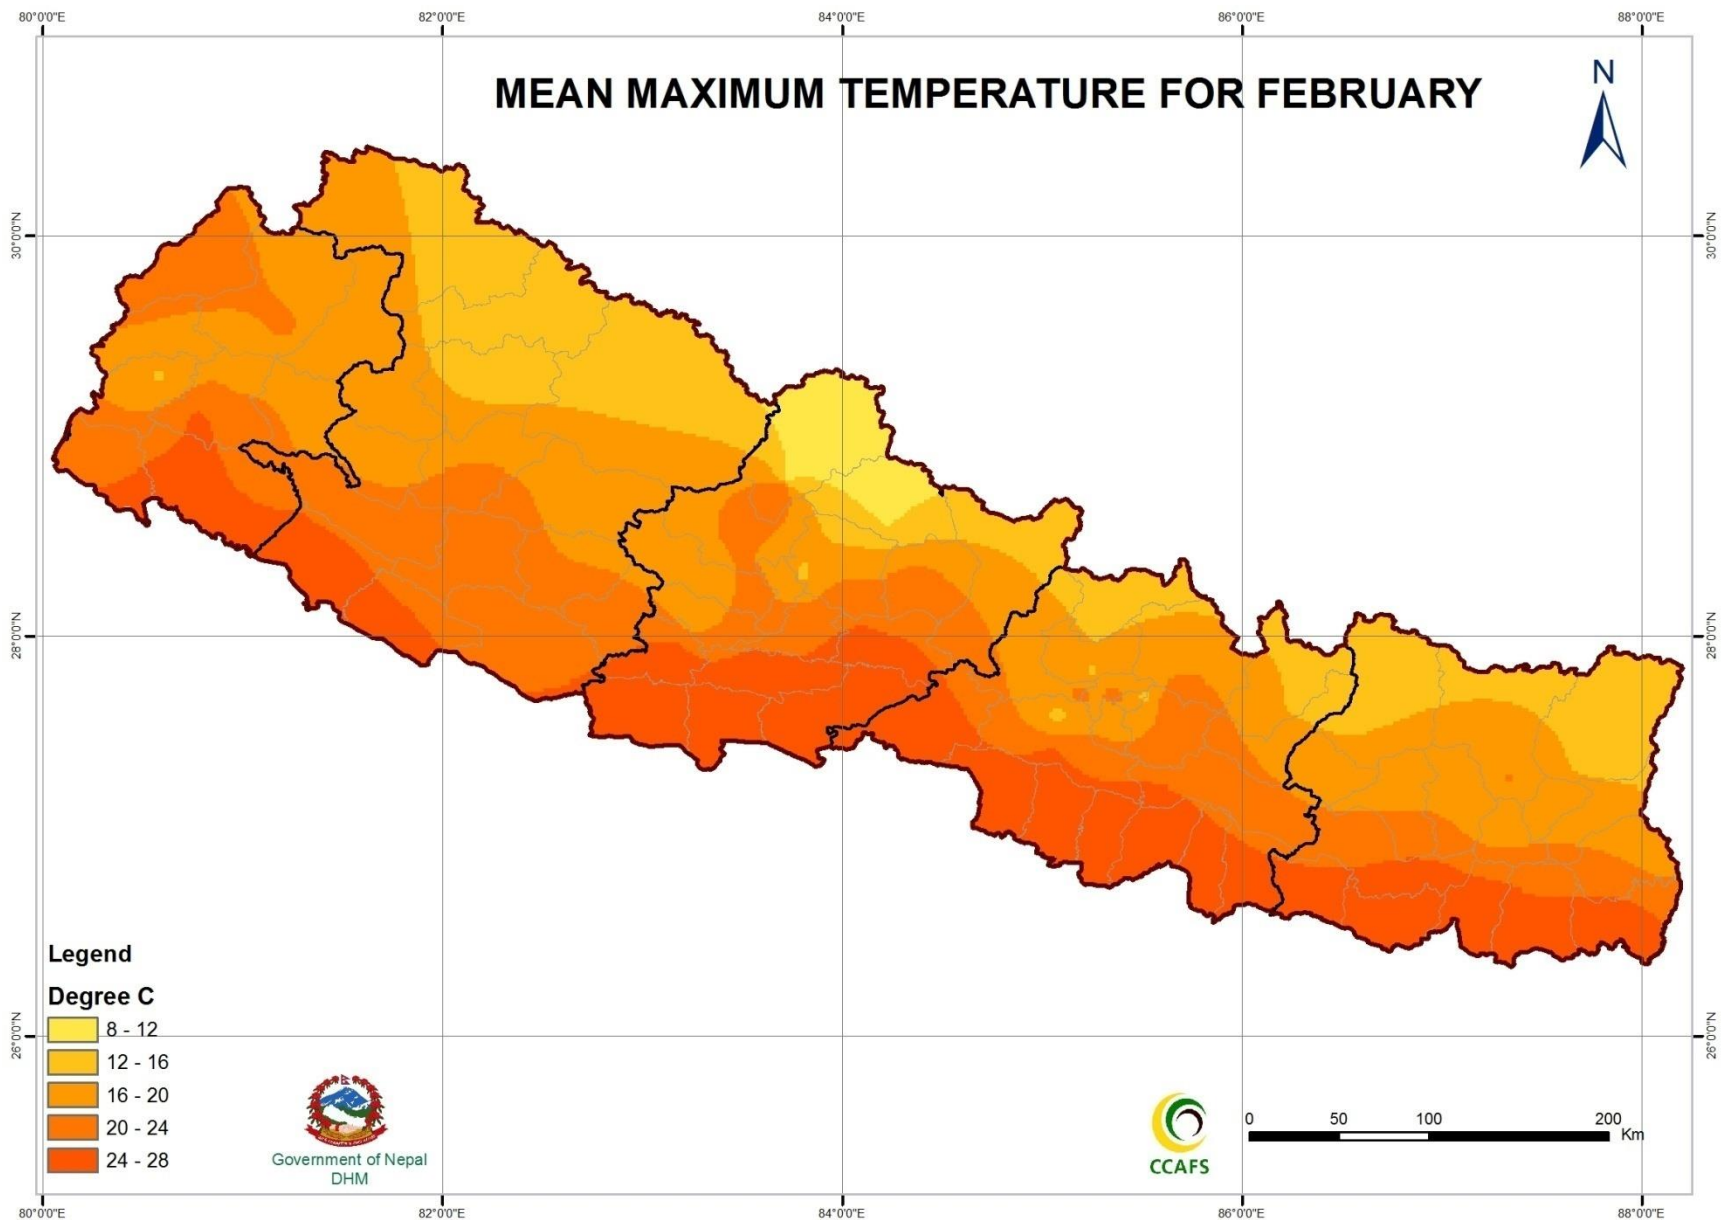 80°0'0"E 82°0'0"E 84°0'0"E 86°0'0"E 88°0'0"E
MEAN MAXIMUM TEMPERATURE FOR FEBRUARY
N
30°0'0"N 30°0'0"N
28°0'0"N 28°0'0"N
26°0'0"N 26°0'0"N
Legend
Degree C
8 - 12
12 - 16
16 - 20
20 - 24
24 - 28
Government of Nepal
DHM
CCAFS
0 50 100 200
Km
80°0'0"E 82°0'0"E 84°0'0"E 86°0'0"E 88°0'0"E